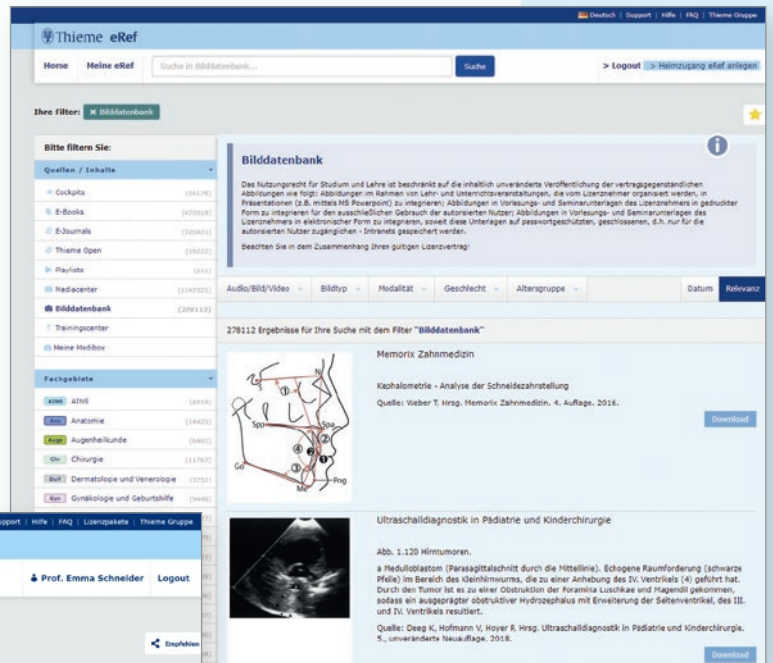 Deutsch | Support | Hilfe | FAQ | Thieme Gruppe
Thieme eRef
Home Meine eRef Suche in Bilddatenbank... Suche > Logout > Heimzugang eRef anlegen
Ihre Filter: × Bilddatenbank
Bitte filtern Sie:
Quellen / Inhalte
Cockpits
E-Books
E-Journals
Thieme Open
Playlists
Mediacenter
Bilddatenbank (278112)
Trainingscenter
Meine Medibox
Fachgebiete
AINS AINS
Anatomie
Augenheilkunde
Chirurgie
Dermatologie und Venerologie
Gynäkologie und Geburtshilfe
Bilddatenbank
Das Nutzungsrecht für Studium und Lehre ist beschränkt auf die inhaltlich unveränderte Veröffentlichung der vertragsgegenständlichen
Abbildungen wie folgt: Abbildungen im Rahmen von Lehr- und Unterrichtsveranstaltungen, die vom Lizenznehmer organisiert werden, in
Präsentationen (z.B. mittels MS Powerpoint) zu integrieren; Abbildungen in Vorlesungs- und Seminarunterlagen des Lizenznehmers in gedruckter
Form zu integrieren für den ausschließlichen Gebrauch der autorisierten Nutzer; Abbildungen in Vorlesungs- und Seminarunterlagen des
Lizenznehmers in elektronischer Form zu integrieren, soweit diese Unterlagen auf passwortgeschützten, geschlossenen, d.h. nur für die
autorisierten Nutzer zugänglichen - Intranets gespeichert werden.
Beachten Sie in dem Zusammenhang Ihren gültigen Lizenzvertrag!
Audio/Bild/Video Bildtyp Modalität Geschlecht Altersgruppe Datum Relevanz
278112 Ergebnisse für Ihre Suche mit dem Filter "Bilddatenbank"
Memorix Zahnmedizin
Kephalometrie - Analyse der Schneidezahnstellung
Quelle: Weber T, Hrsg. Memorix Zahnmedizin. 4. Auflage. 2016.
Download
S N
Spp Spa
Go Me Pog
Ultraschalldiagnostik in Pädiatrie und Kinderchirurgie
Abb. 1.120 Hirntumoren.
a Medulloblastom (Parasagittalschnitt durch die Mittellinie). Echogene Raumforderung (schwarze
Pfeile) im Bereich des Kleinhirnwurms, die zu einer Anhebung des IV. Ventrikels (4) geführt hat.
Durch den Tumor ist es zu einer Obstruktion der Foramina Luschkae und Magendii gekommen,
sodass ein ausgeprägter obstruktiver Hydrozephalus mit Erweiterung der Seitenventrikel, des III.
und IV. Ventrikels resultiert.
Quelle: Deeg K, Hofmann V, Hoyer P, Hrsg. Ultraschalldiagnostik in Pädiatrie und Kinderchirurgie.
5., unveränderte Neuauflage. 2018.
Download
Support | Hilfe | FAQ | Lizenzpakete | Thieme Gruppe
Prof. Emma Schneider Logout
Empfehlen